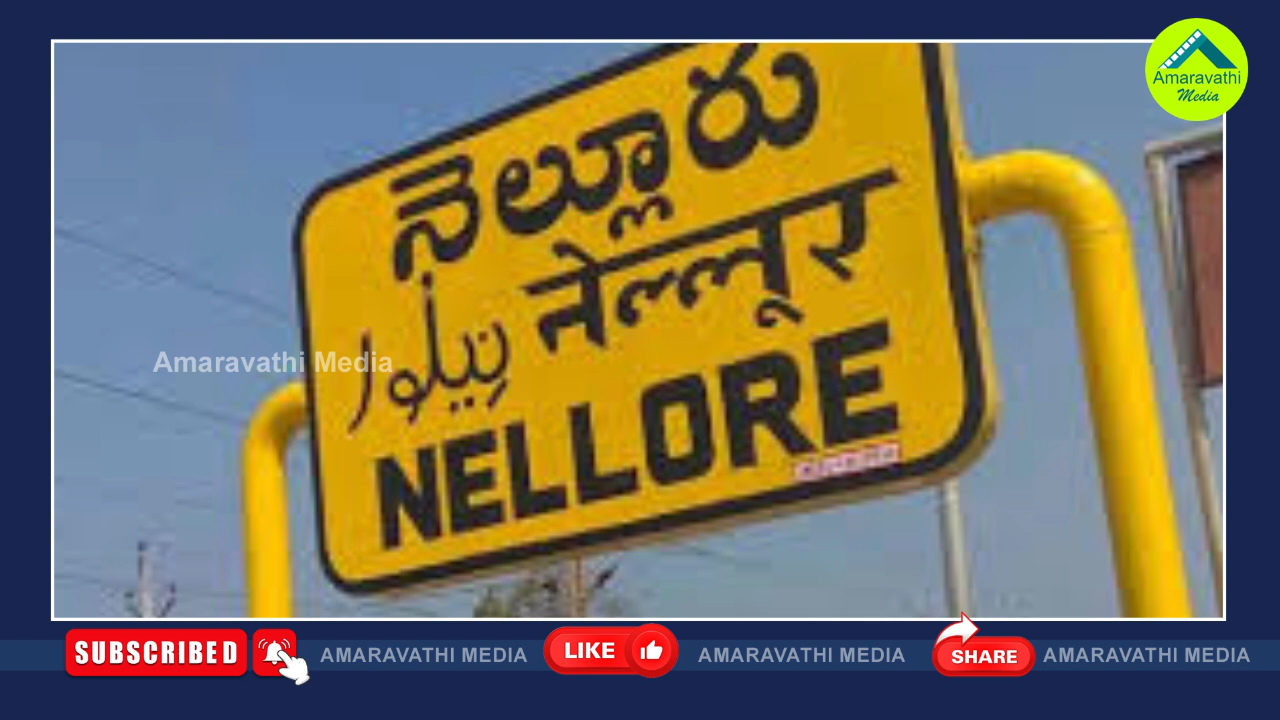 Amaravathi
Media
నెల్లూరు
नेल्लूर
نیلور
NELLORE
Amaravathi Media
SUBSCRIBED
AMARAVATHI MEDIA
LIKE
AMARAVATHI MEDIA
SHARE
AMARAVATHI MEDIA